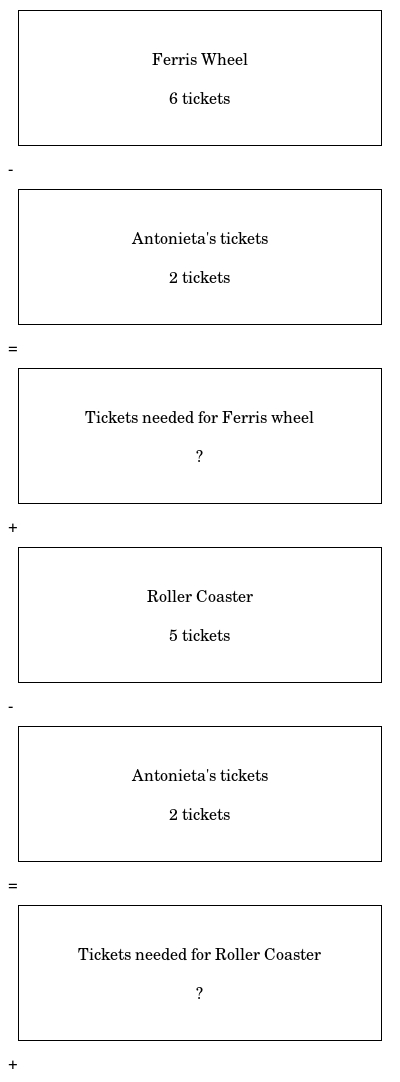 Ferris Wheel
6 tickets
-
Antonieta's tickets
2 tickets
=
Tickets needed for Ferris wheel
?
+
Roller Coaster
5 tickets
-
Antonieta's tickets
2 tickets
=
Tickets needed for Roller Coaster
?
+